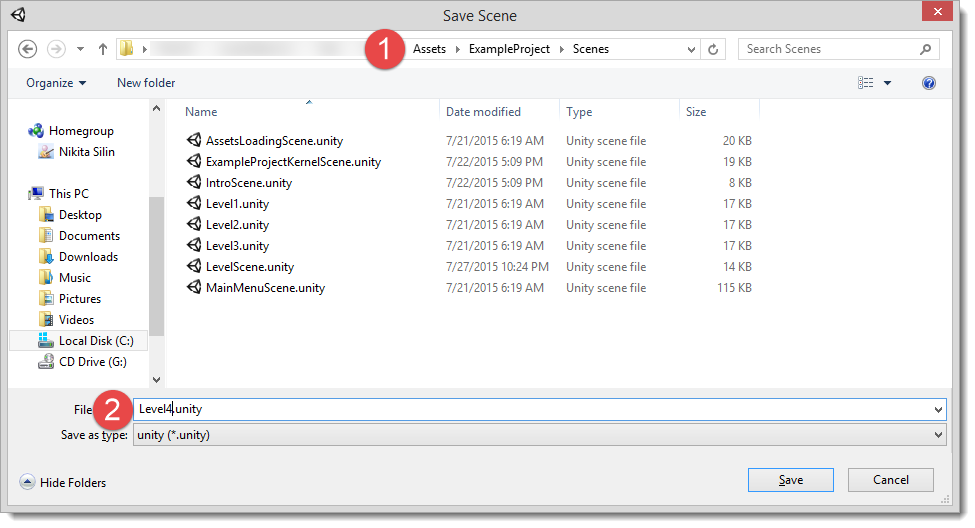 Save Scene
1 Assets ExampleProject Scenes Search Scenes
Organize New folder
Name Date modified Type Size
Homegroup
Nikita Silin
This PC
Desktop
Documents
Downloads
Music
Pictures
Videos
Local Disk (C:)
CD Drive (G:)
AssetsLoadingScene.unity 7/21/2015 6:19 AM Unity scene file 20 KB
ExampleProjectKernelScene.unity 7/22/2015 5:09 PM Unity scene file 19 KB
IntroScene.unity 7/22/2015 5:09 PM Unity scene file 8 KB
Level1.unity 7/21/2015 6:19 AM Unity scene file 17 KB
Level2.unity 7/21/2015 6:19 AM Unity scene file 17 KB
Level3.unity 7/21/2015 6:19 AM Unity scene file 17 KB
LevelScene.unity 7/27/2015 10:24 PM Unity scene file 14 KB
MainMenuScene.unity 7/21/2015 6:19 AM Unity scene file 115 KB
File 2 Level4.unity
Save as type: unity (*.unity)
Hide Folders Save Cancel